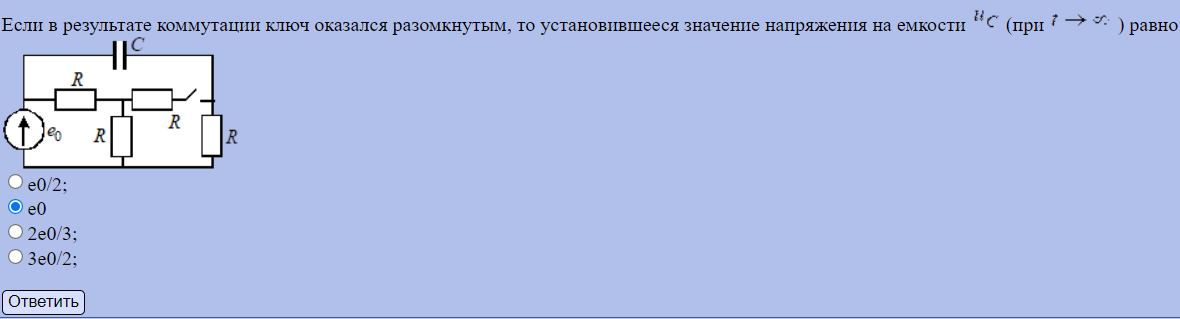 Если в результате коммутации ключ оказался разомкнутым, то установившееся значение напряжения на емкости u_C (при t → ∞ ) равно
C
R
R
e₀
R
R
e0/2;
e0
2e0/3;
3e0/2;
Ответить